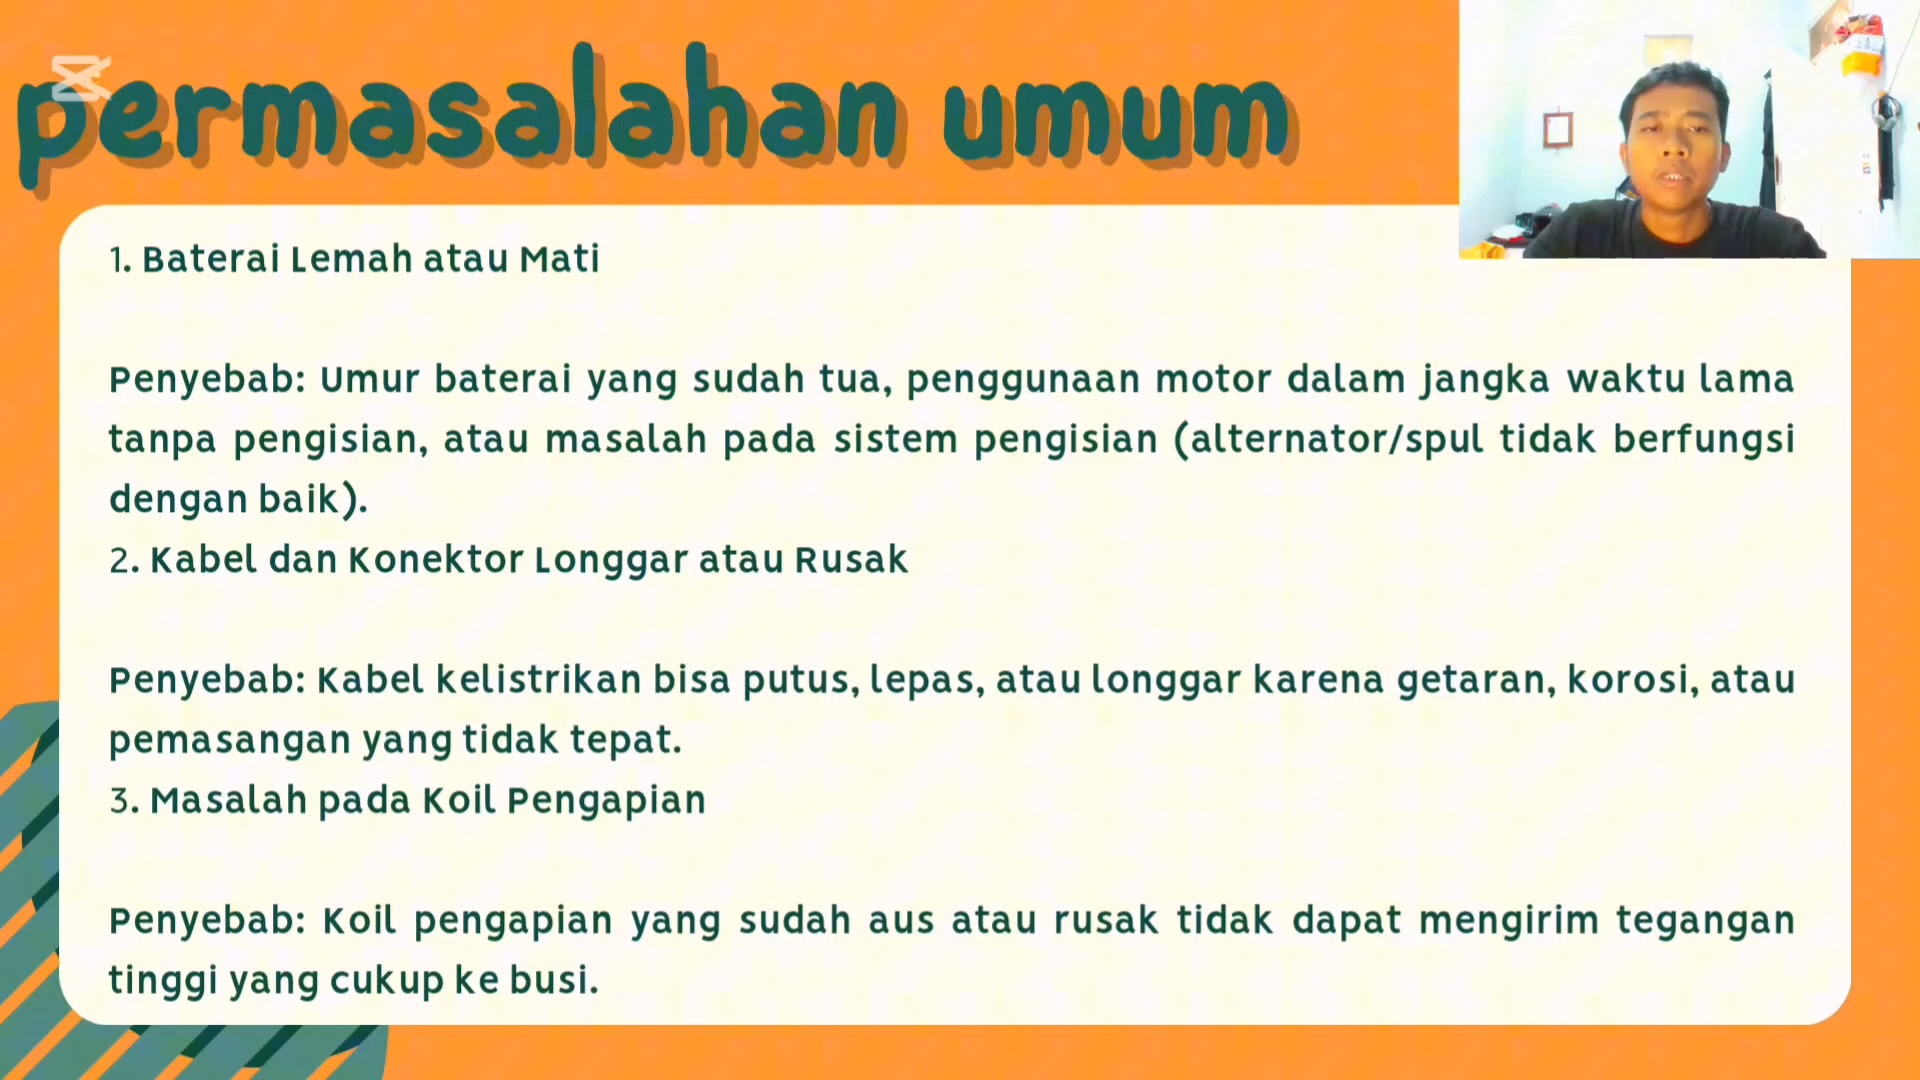 permasalahan umum
1. Baterai Lemah atau Mati
Penyebab: Umur baterai yang sudah tua, penggunaan motor dalam jangka waktu lama
tanpa pengisian, atau masalah pada sistem pengisian (alternator/spul tidak berfungsi
dengan baik).
2. Kabel dan Konektor Longgar atau Rusak
Penyebab: Kabel kelistrikan bisa putus, lepas, atau longgar karena getaran, korosi, atau
pemasangan yang tidak tepat.
3. Masalah pada Koil Pengapian
Penyebab: Koil pengapian yang sudah aus atau rusak tidak dapat mengirim tegangan
tinggi yang cukup ke busi.